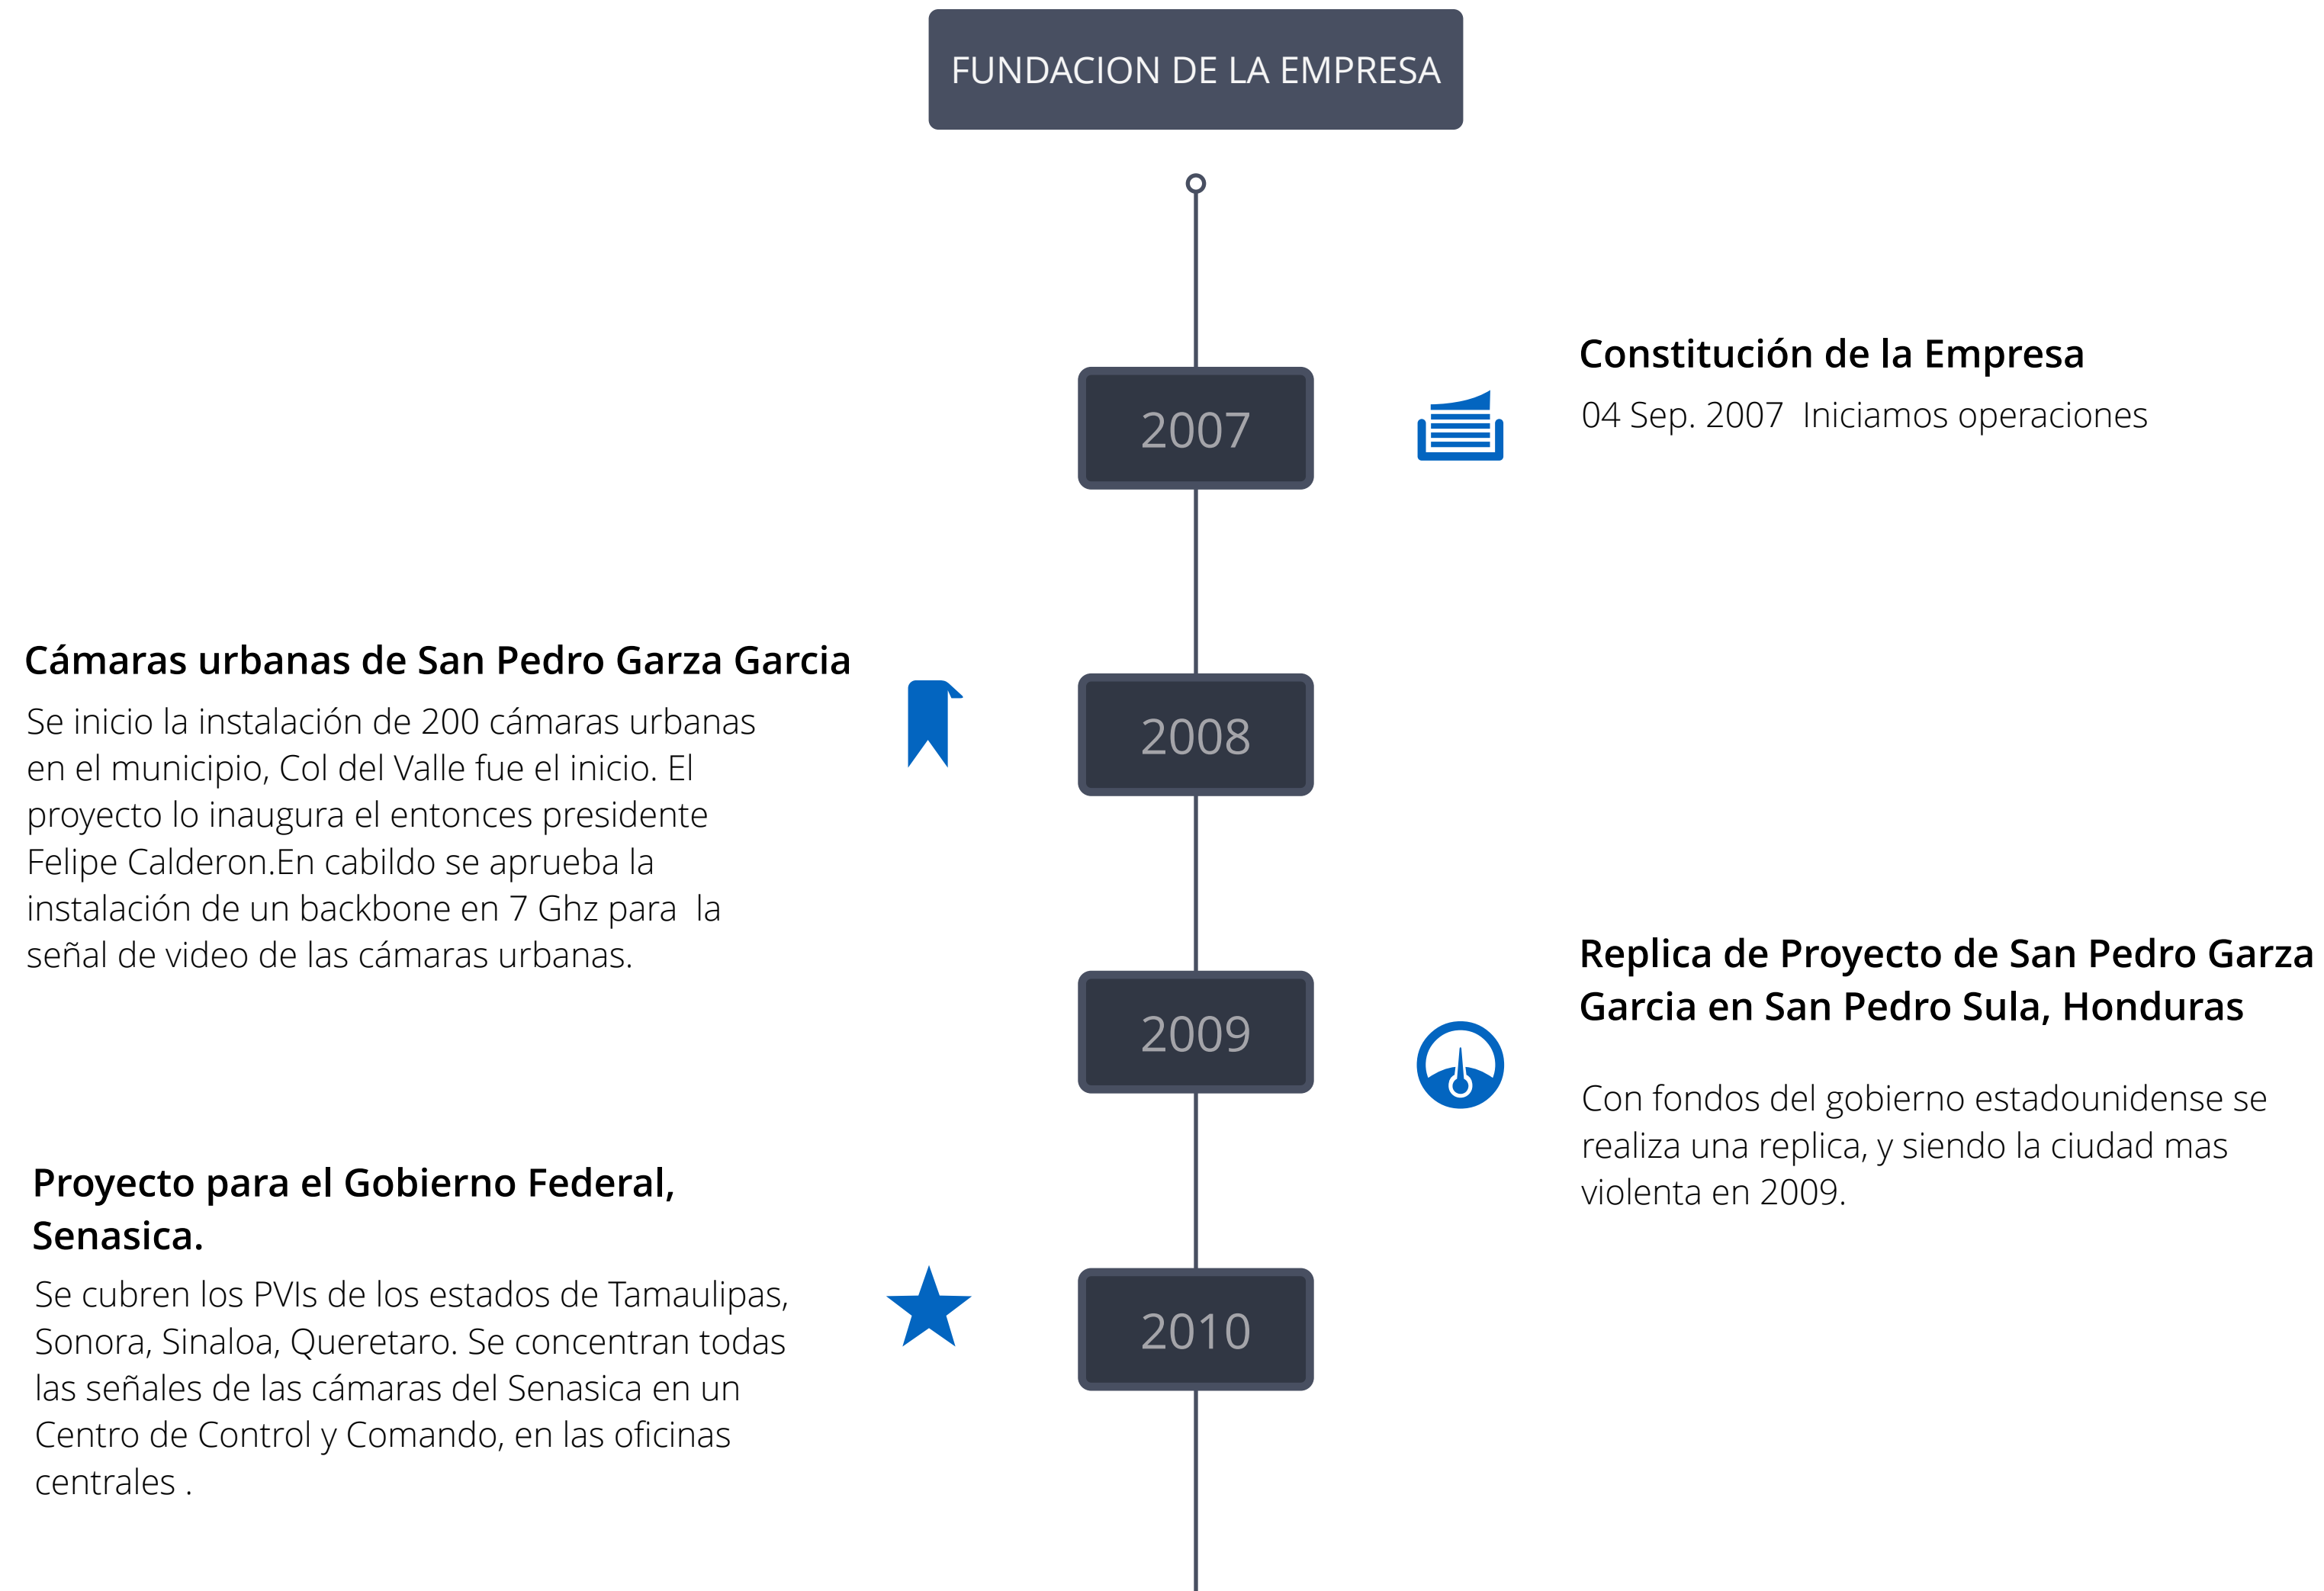 FUNDACION DE LA EMPRESA
2007
Constitución de la Empresa
04 Sep. 2007  Iniciamos operaciones
Cámaras urbanas de San Pedro Garza Garcia
Se inicio la instalación de 200 cámaras urbanas
en el municipio, Col del Valle fue el inicio. El
proyecto lo inaugura el entonces presidente
Felipe Calderon.En cabildo se aprueba la
instalación de un backbone en 7 Ghz para  la
señal de video de las cámaras urbanas.
2008
2009
Replica de Proyecto de San Pedro Garza
Garcia en San Pedro Sula, Honduras
Con fondos del gobierno estadounidense se
realiza una replica, y siendo la ciudad mas
violenta en 2009.
Proyecto para el Gobierno Federal,
Senasica.
Se cubren los PVIs de los estados de Tamaulipas,
Sonora, Sinaloa, Queretaro. Se concentran todas
las señales de las cámaras del Senasica en un
Centro de Control y Comando, en las oficinas
centrales .
2010